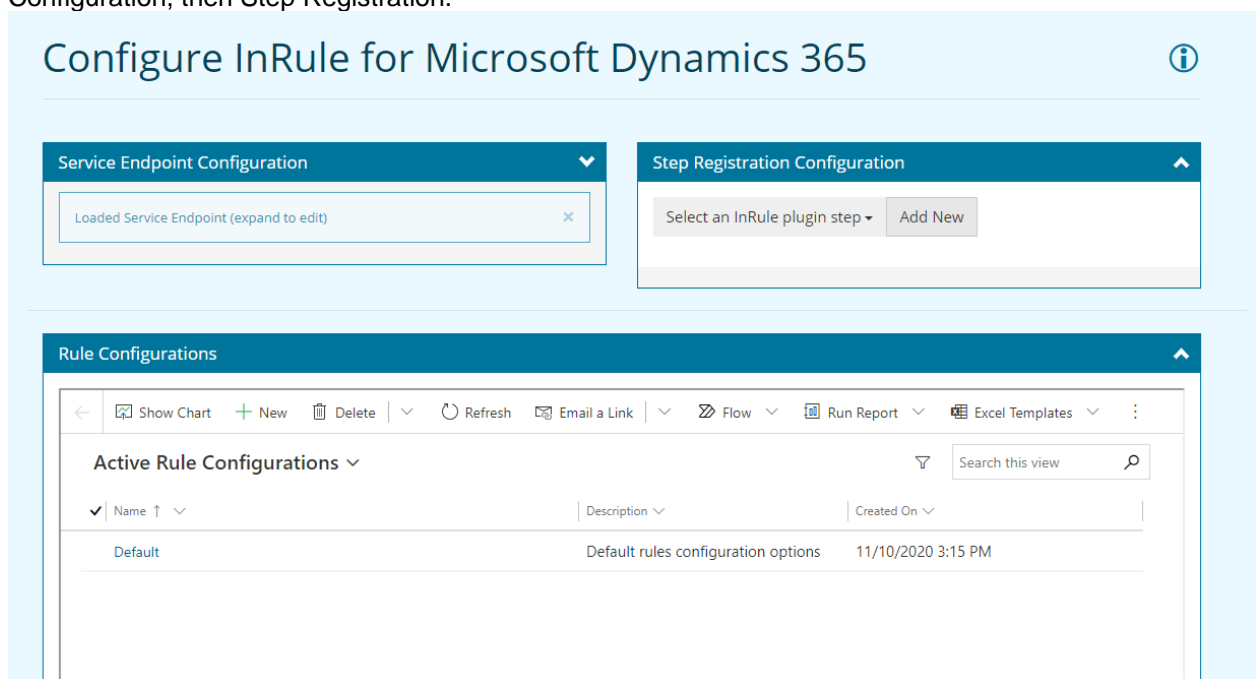 Configuration, then Step Registration.
Configure InRule for Microsoft Dynamics 365
Service Endpoint Configuration
Loaded Service Endpoint (expand to edit)
Step Registration Configuration
Select an InRule plugin step Add New
Rule Configurations
Show Chart New Delete Refresh Email a Link Flow Run Report Excel Templates
Active Rule Configurations Search this view
Name Description Created On
Default Default rules configuration options 11/10/2020 3:15 PM